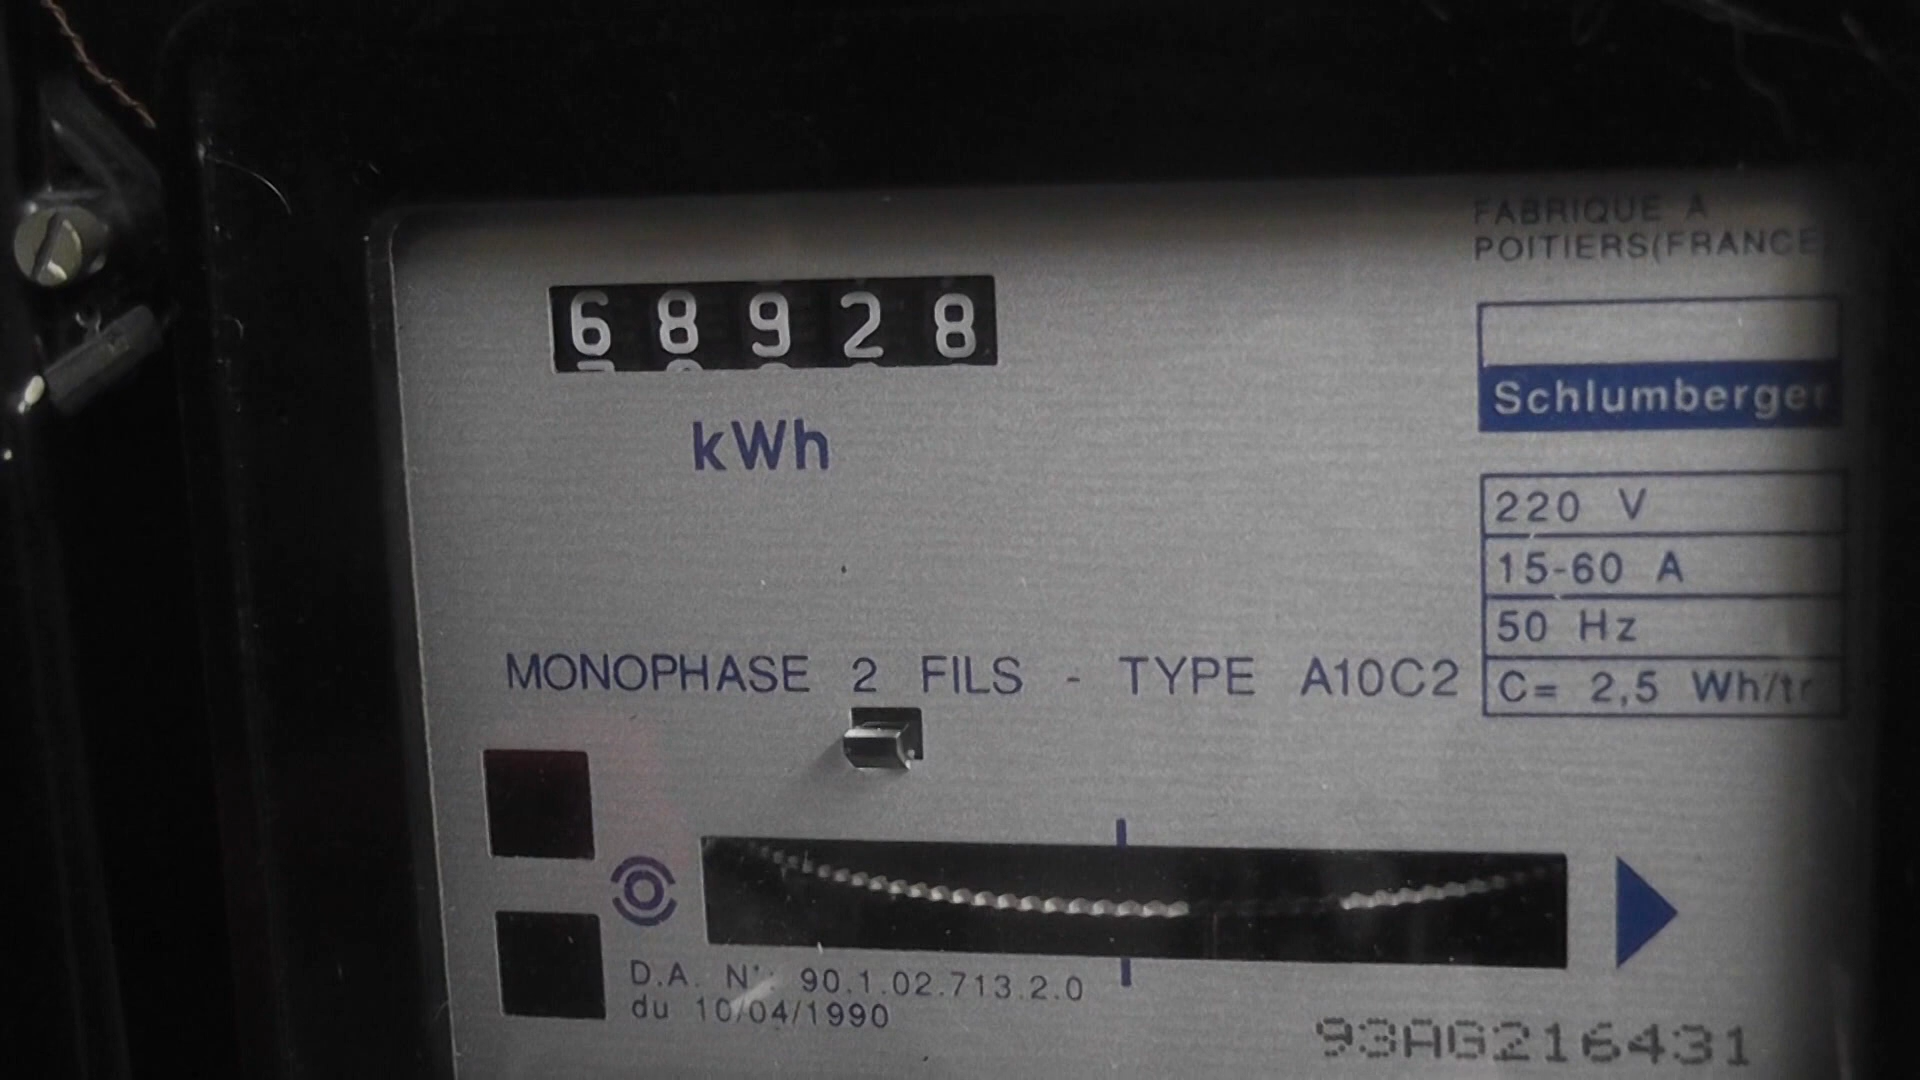 FABRIQUE A
POITIERS(FRANCE)
68928
kWh
Schlumberger
220 V
15-60 A
50 Hz
C= 2,5 Wh/tr
MONOPHASE 2 FILS - TYPE A10C2
D.A. N°: 90.1.02.713.2.0
du 10/04/1990
93AG216431